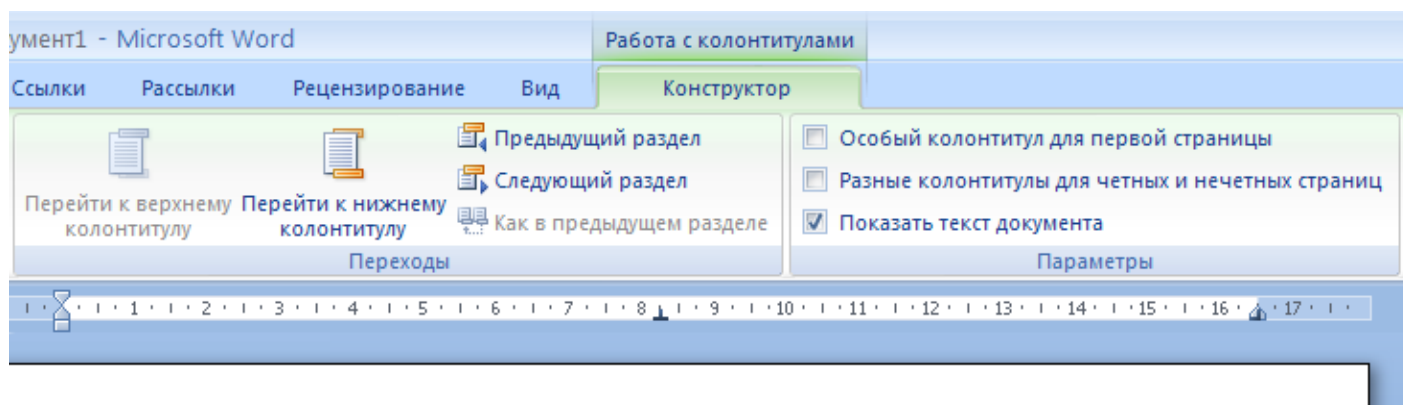 умент1 - Microsoft Word
Работа с колонтитулами
Ссылки Рассылки Рецензирование Вид Конструктор
Перейти к верхнему колонтитулу
Перейти к нижнему колонтитулу
Предыдущий раздел
Следующий раздел
Как в предыдущем разделе
Переходы
Особый колонтитул для первой страницы
Разные колонтитулы для четных и нечетных страниц
Показать текст документа
Параметры
1 2 3 4 5 6 7 8 9 10 11 12 13 14 15 16 17